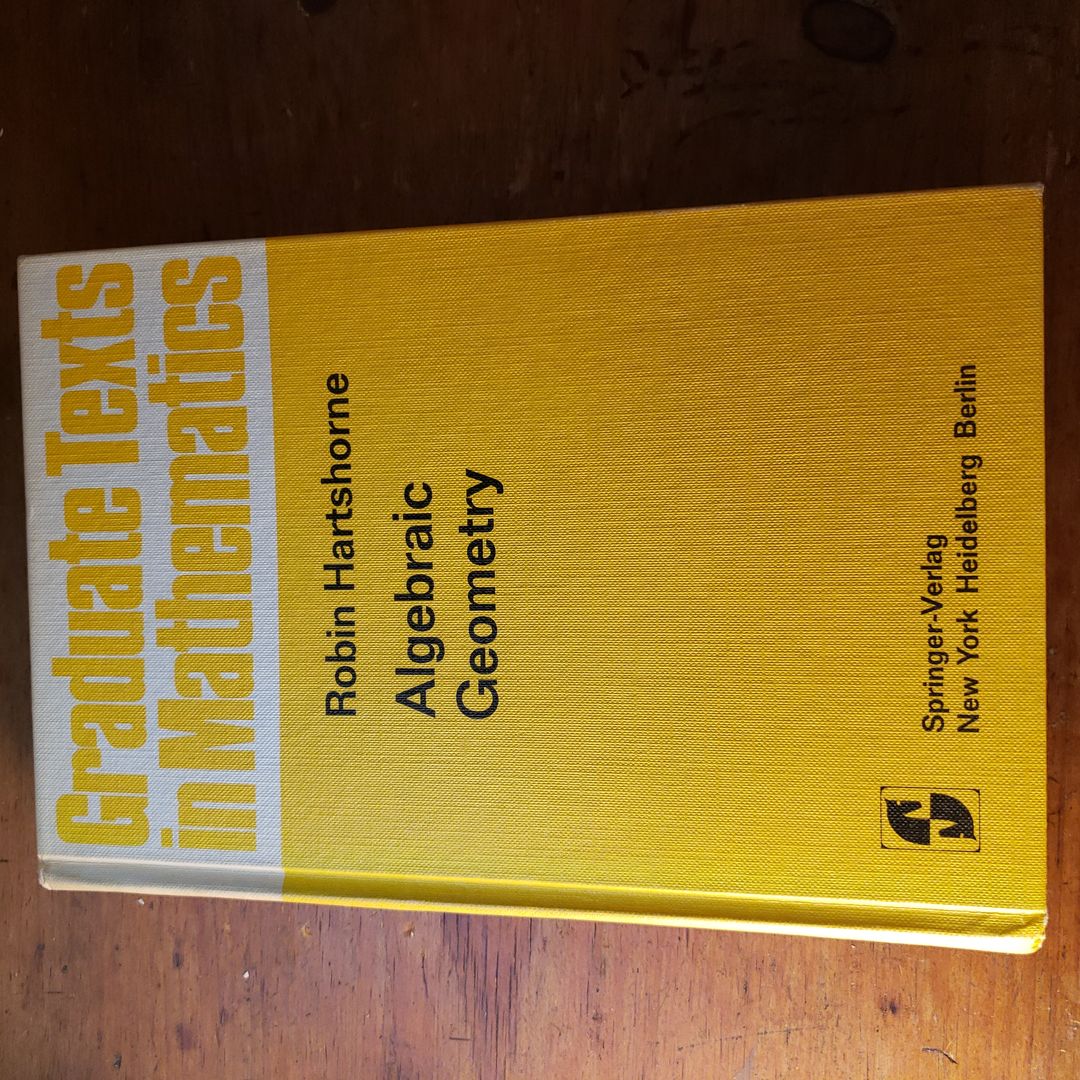 Graduate Texts
in Mathematics
Robin Hartshorne
Algebraic
Geometry
Springer-Verlag
New York Heidelberg Berlin